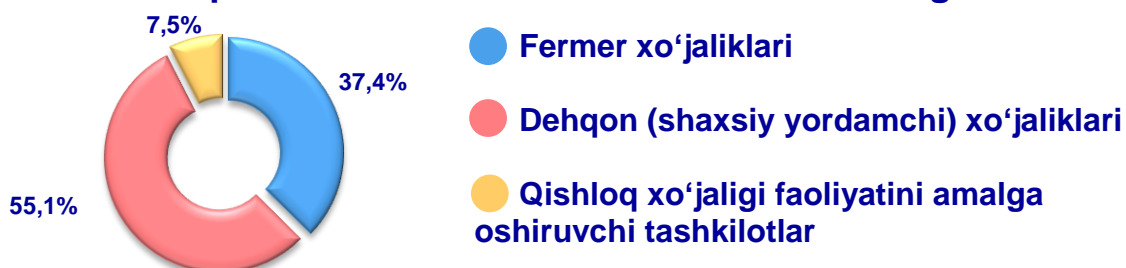 7,5%
37,4%
55,1%
Fermer xo‘jaliklari
Dehqon (shaxsiy yordamchi) xo‘jaliklari
Qishloq xo‘jaligi faoliyatini amalga
oshiruvchi tashkilotlar